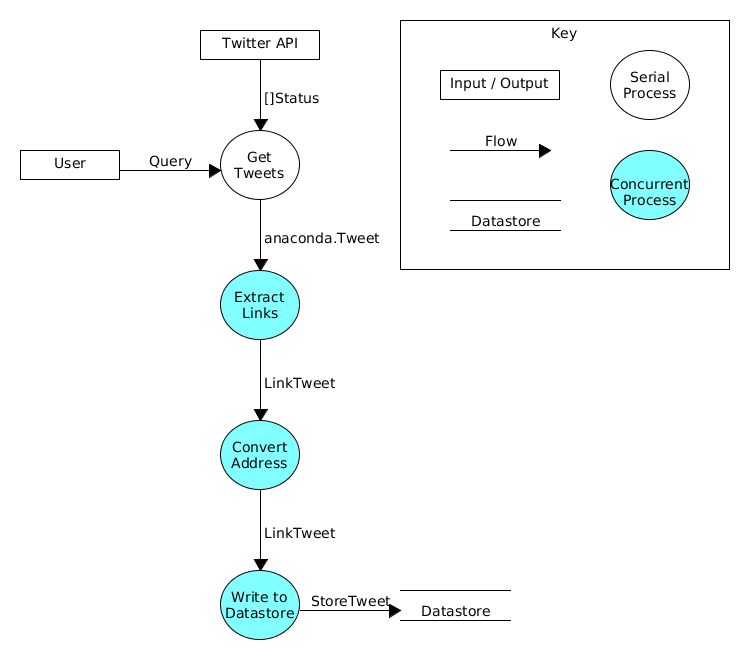 Twitter API
[]Status
User
Query
Get
Tweets
anaconda.Tweet
Extract
Links
LinkTweet
Convert
Address
LinkTweet
Write to
Datastore
StoreTweet
Datastore
Key
Input / Output
Serial
Process
Flow
Concurrent
Process
Datastore